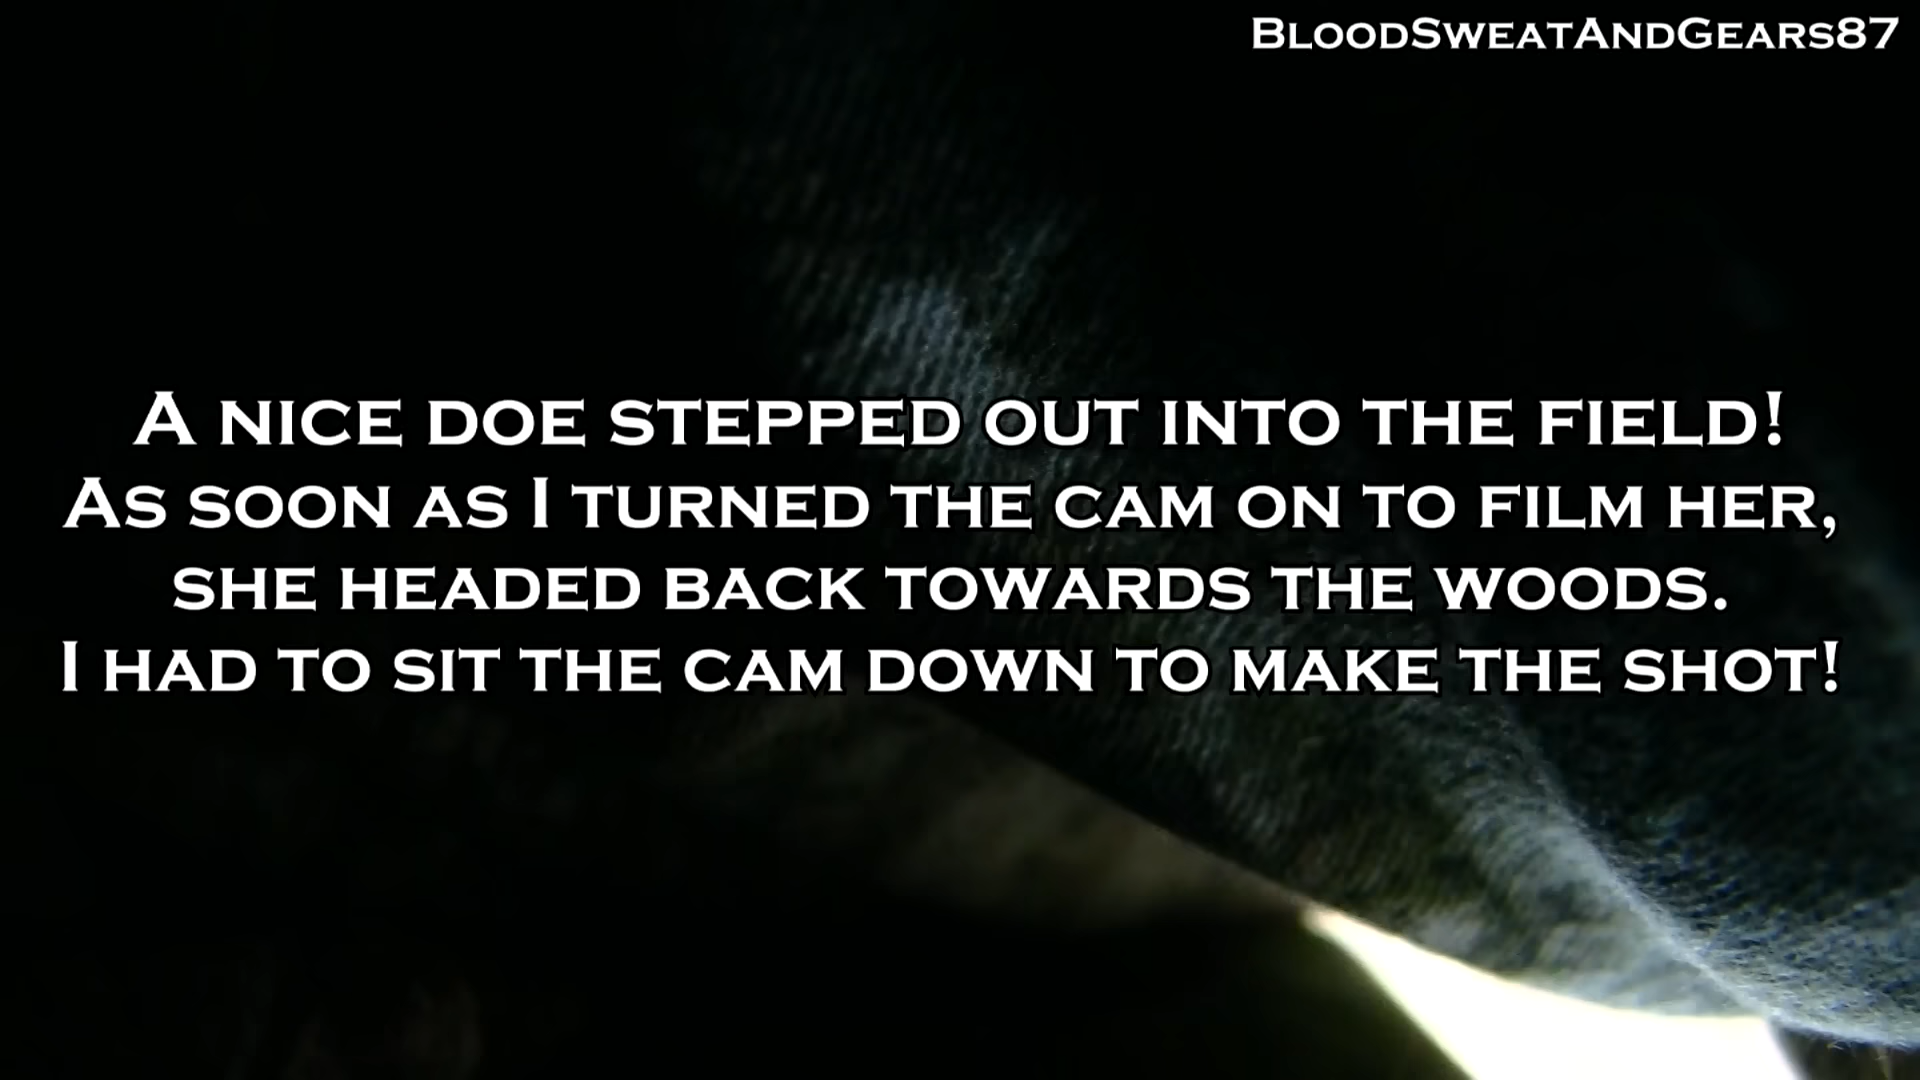 BloodSweatAndGears87
A nice doe stepped out into the field!
As soon as I turned the cam on to film her,
she headed back towards the woods.
I had to sit the cam down to make the shot!